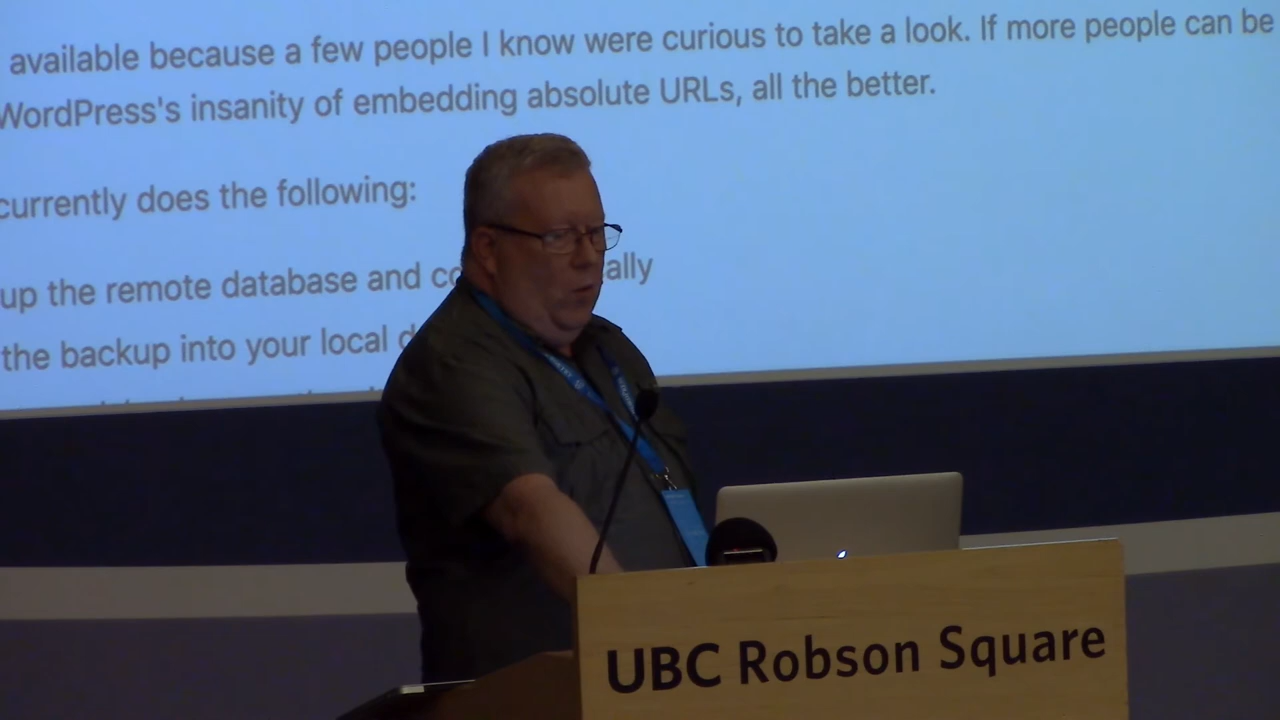 available because a few people I know were curious to take a look. If more people can be
WordPress's insanity of embedding absolute URLs, all the better.
currently does the following:
up the remote database and ally
the backup into your local
UBC Robson Square